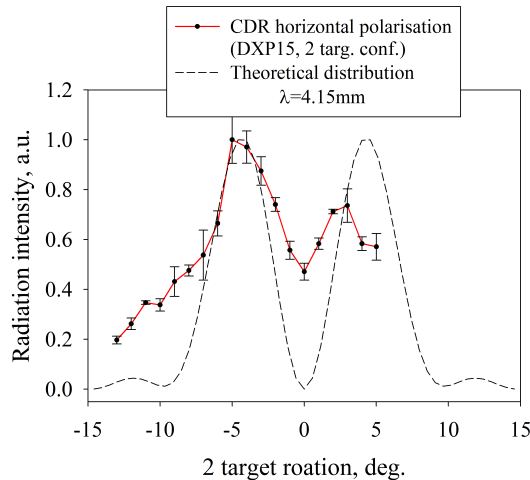 CDR horizontal polarisation
(DXP15, 2 targ. conf.)
Theoretical distribution
λ=4.15mm
1.2
1.0
0.8
0.6
0.4
0.2
0.0
Radiation intensity, a.u.
-15
-10
-5
0
5
10
15
2 target roation, deg.